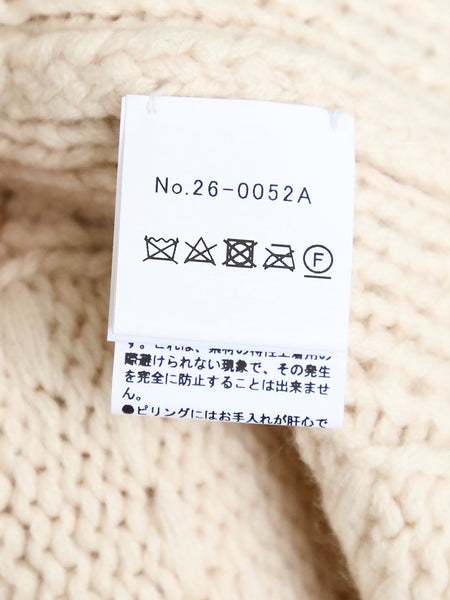 No.26-0052A
F
す。これは、素材の特性上着用の
際避けられない現象で、その発生
を完全に防止することは出来ませ
ん。
●ピリングにはお手入れが肝心で